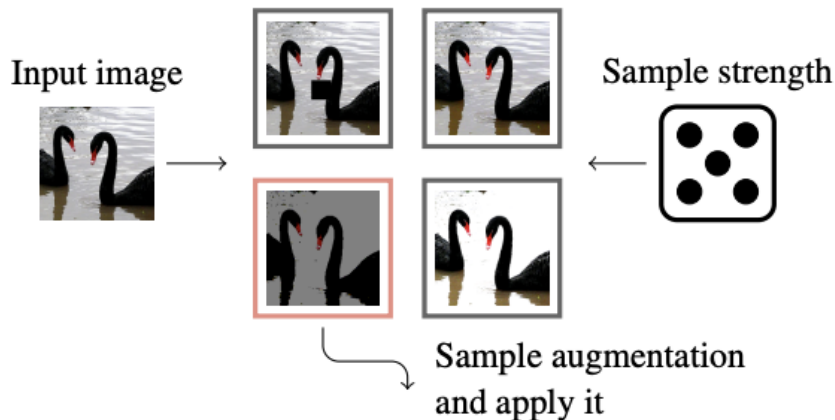 Input image
Sample strength
Sample augmentation
and apply it